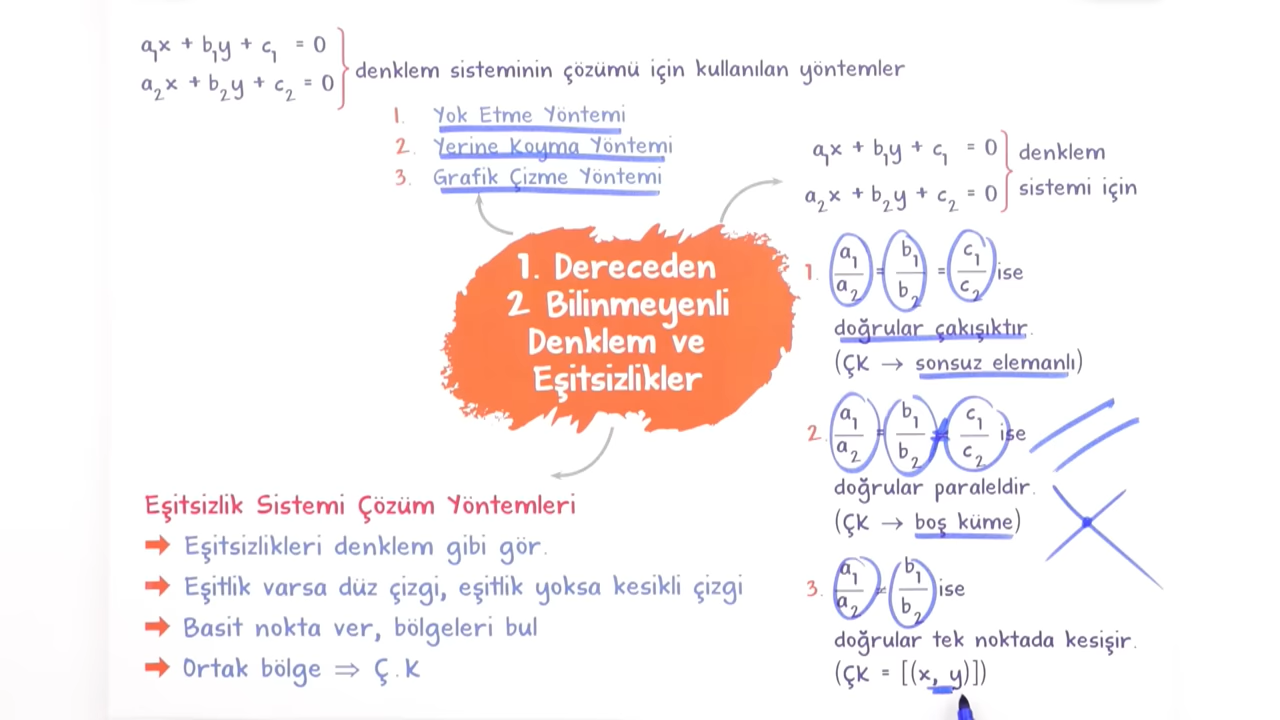 a₁x + b₁y + c₁ = 0
a₂x + b₂y + c₂ = 0
denklem sisteminin çözümü için kullanılan yöntemler
1. Yok Etme Yöntemi
2. Yerine Koyma Yöntemi
3. Grafik Çizme Yöntemi
1. Dereceden
2 Bilinmeyenli
Denklem ve
Eşitsizlikler
a₁x + b₁y + c₁ = 0
a₂x + b₂y + c₂ = 0
denklem
sistemi için
1. a₁/a₂ = b₁/b₂ = c₁/c₂ ise
doğrular çakışıktır.
(ÇK → sonsuz elemanlı)
2. a₁/a₂ = b₁/b₂ ≠ c₁/c₂ ise
doğrular paraleldir.
(ÇK → boş küme)
3. a₁/a₂ ≠ b₁/b₂ ise
doğrular tek noktada kesişir.
(ÇK = [(x, y)])
Eşitsizlik Sistemi Çözüm Yöntemleri
➡ Eşitsizlikleri denklem gibi gör.
➡ Eşitlik varsa düz çizgi, eşitlik yoksa kesikli çizgi
➡ Basit nokta ver, bölgeleri bul
➡ Ortak bölge ⇒ Ç.K